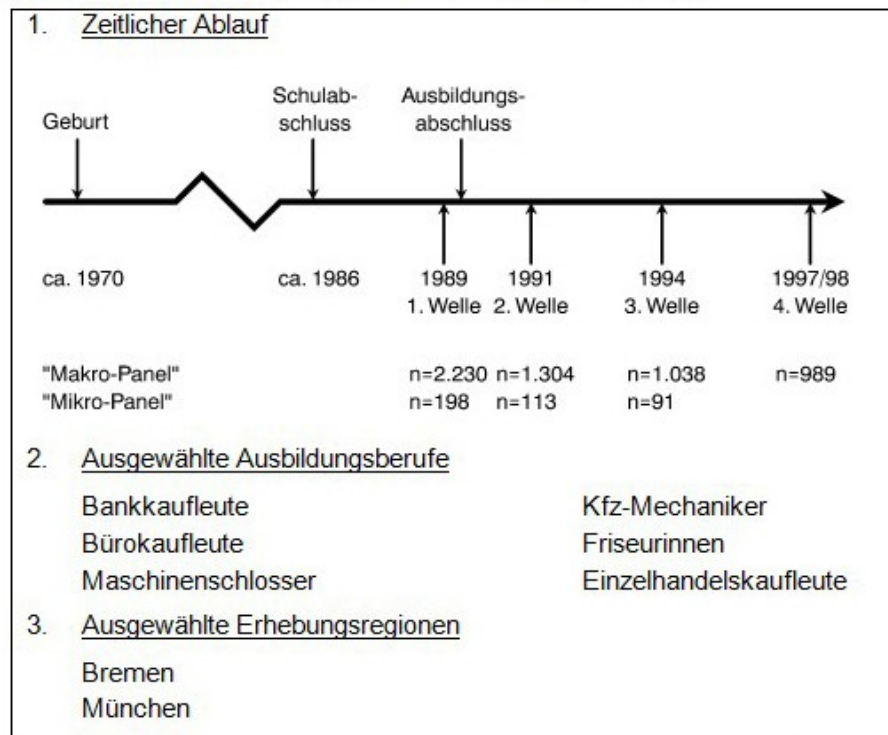 1. Zeitlicher Ablauf
Geburt
Schulab-
schluss
Ausbildungs-
abschluss
ca. 1970
ca. 1986
1989
1. Welle
1991
2. Welle
1994
3. Welle
1997/98
4. Welle
"Makro-Panel" n=2.230 n=1.304 n=1.038 n=989
"Mikro-Panel" n=198 n=113 n=91
2. Ausgewählte Ausbildungsberufe
Bankkaufleute Kfz-Mechaniker
Bürokaufleute Friseurinnen
Maschinenschlosser Einzelhandelskaufleute
3. Ausgewählte Erhebungsregionen
Bremen
München